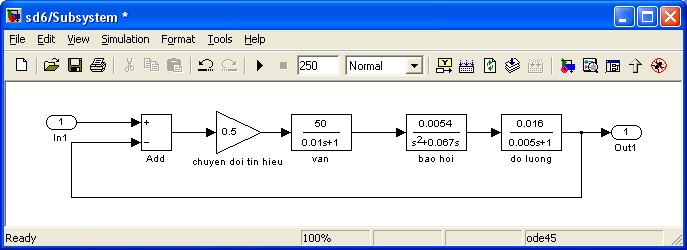 sd6/Subsystem *
File Edit View Simulation Format Tools Help
250 Normal
1
In1
+
−
Add
0.5
chuyen doi tin hieu
50
0.01s+1
van
0.0054
s2+0.067s
bao hoi
0.016
0.005s+1
do luong
1
Out1
Ready 100% ode45